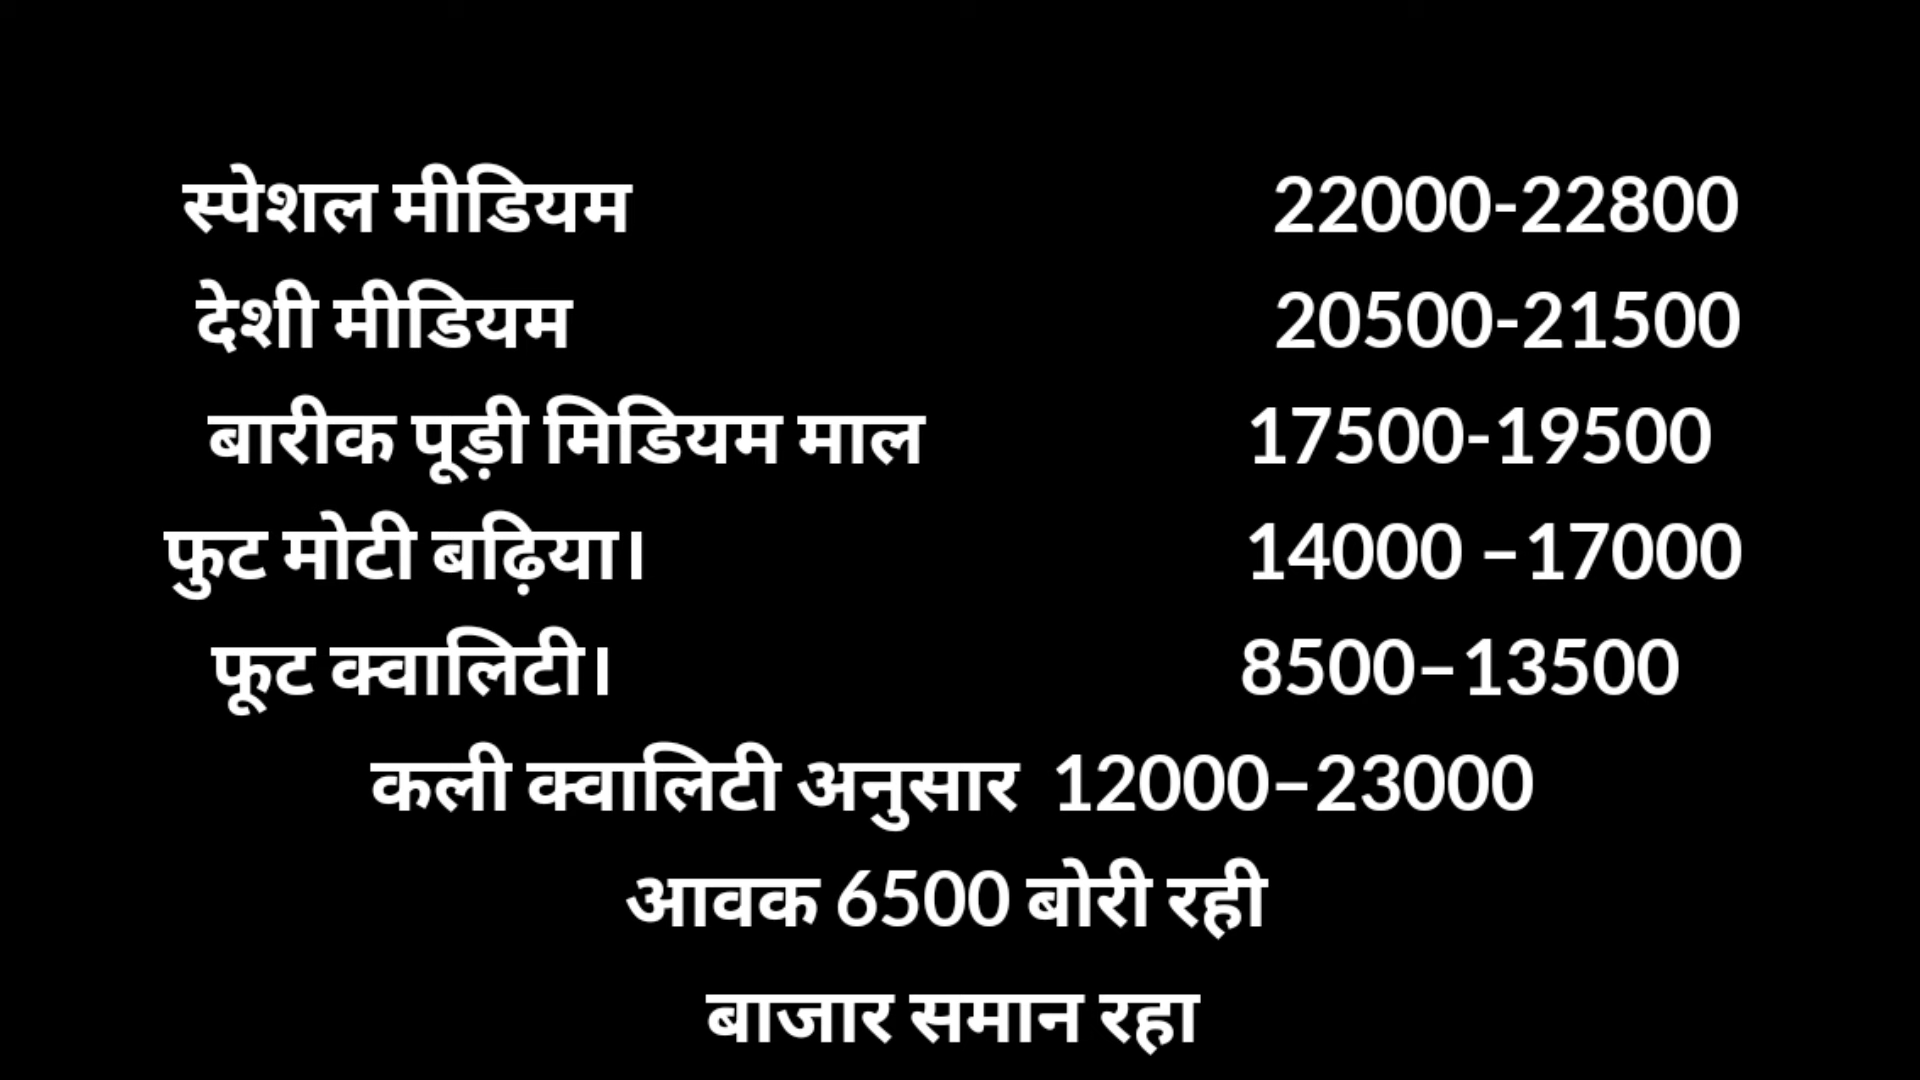 स्पेशल मीडियम 22000-22800
देशी मीडियम 20500-21500
बारीक पूड़ी मिडियम माल 17500-19500
फुट मोटी बढ़िया। 14000 –17000
फूट क्वालिटी। 8500–13500
कली क्वालिटी अनुसार 12000–23000
आवक 6500 बोरी रही
बाजार समान रहा